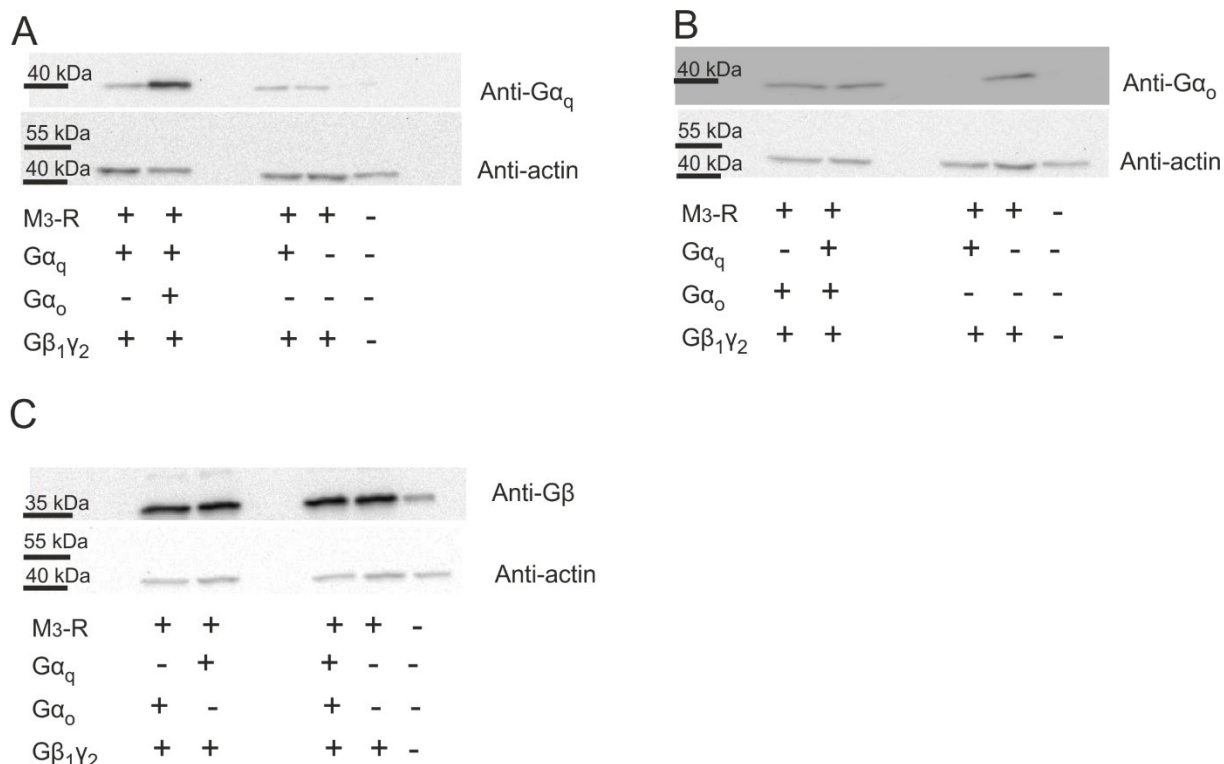 A
40 kDa
Anti-Gαq
55 kDa
40 kDa
Anti-actin
M3-R + + + + -
Gαq + + + - -
Gαo - + - - -
Gβ1γ2 + + + + -
B
40 kDa
Anti-Gαo
55 kDa
40 kDa
Anti-actin
M3-R + + + + -
Gαq - + + - -
Gαo + + - - -
Gβ1γ2 + + + + -
C
35 kDa
Anti-Gβ
55 kDa
40 kDa
Anti-actin
M3-R + + + + -
Gαq - + + - -
Gαo + - + - -
Gβ1γ2 + + + + -